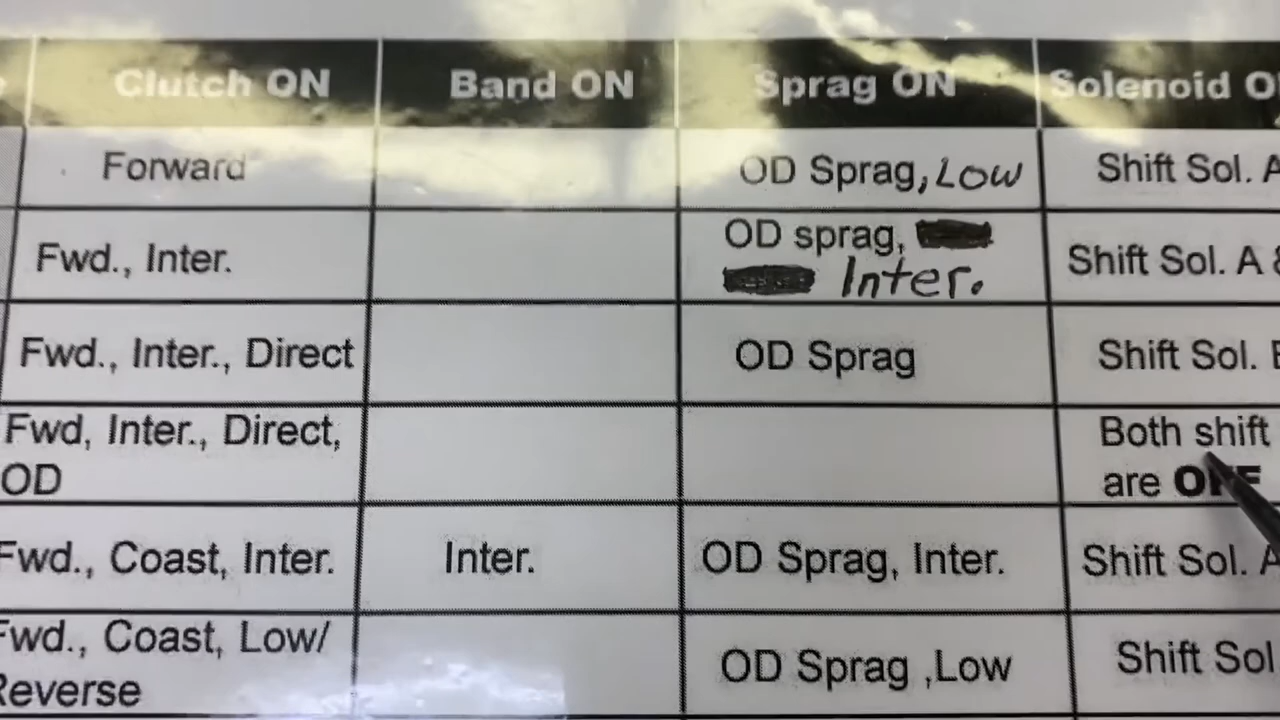 Clutch ON Band ON Sprag ON Solenoid
Forward OD Sprag, Low Shift Sol. A
Fwd., Inter. OD sprag, Inter. Shift Sol. A &
Fwd., Inter., Direct OD Sprag Shift Sol.
Fwd, Inter., Direct,
OD
Both shift
are OFF
Fwd., Coast, Inter. Inter. OD Sprag, Inter. Shift Sol. A
Fwd., Coast, Low/
Reverse
OD Sprag ,Low Shift Sol